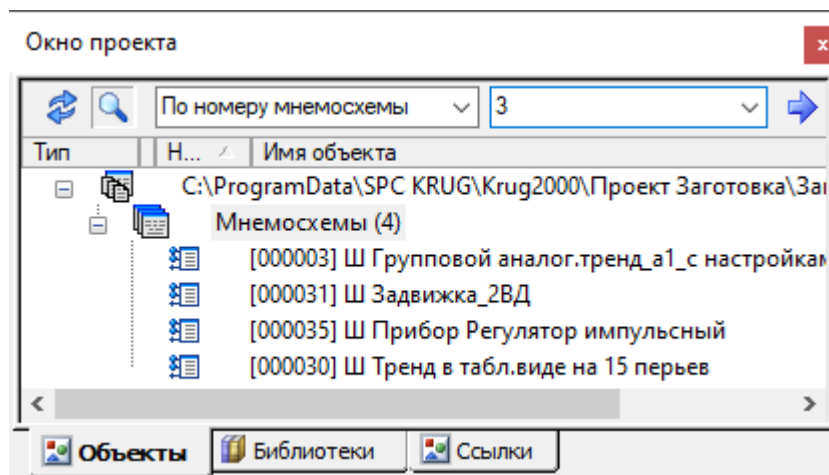 Окно проекта
x
По номеру мнемосхемы 3
Тип Н... Имя объекта
C:\ProgramData\SPC KRUG\Krug2000\Проект Заготовка\За
Мнемосхемы (4)
[000003] Ш Групповой аналог.тренд_а1_с настройкам
[000031] Ш Задвижка_2ВД
[000035] Ш Прибор Регулятор импульсный
[000030] Ш Тренд в табл.виде на 15 перьев
Объекты Библиотеки Ссылки